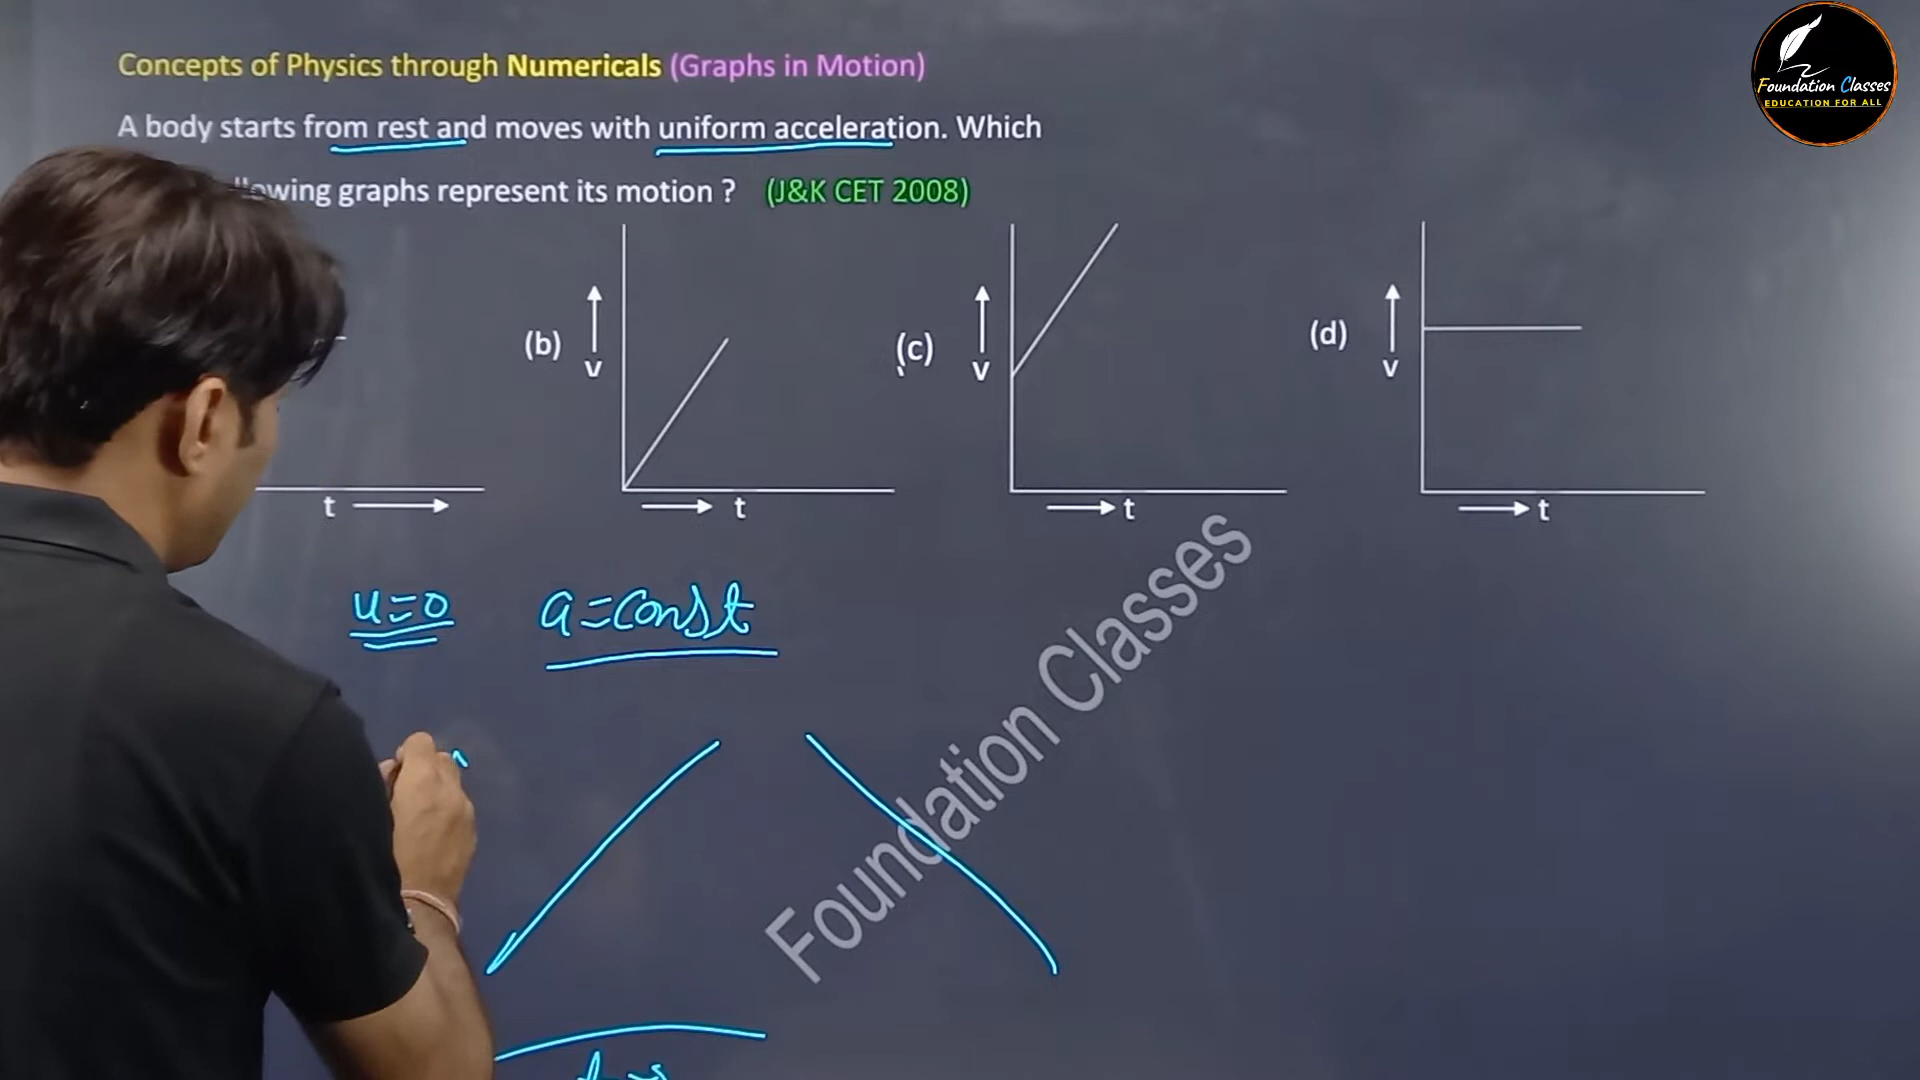 Concepts of Physics through Numericals (Graphs in Motion)
A body starts from rest and moves with uniform acceleration. Which
graphs represent its motion ? (J&K CET 2008)
t
(b)
v
t
(c)
v
t
(d)
v
t
u=0 a=const
Foundation Classes
Foundation Classes
EDUCATION FOR ALL